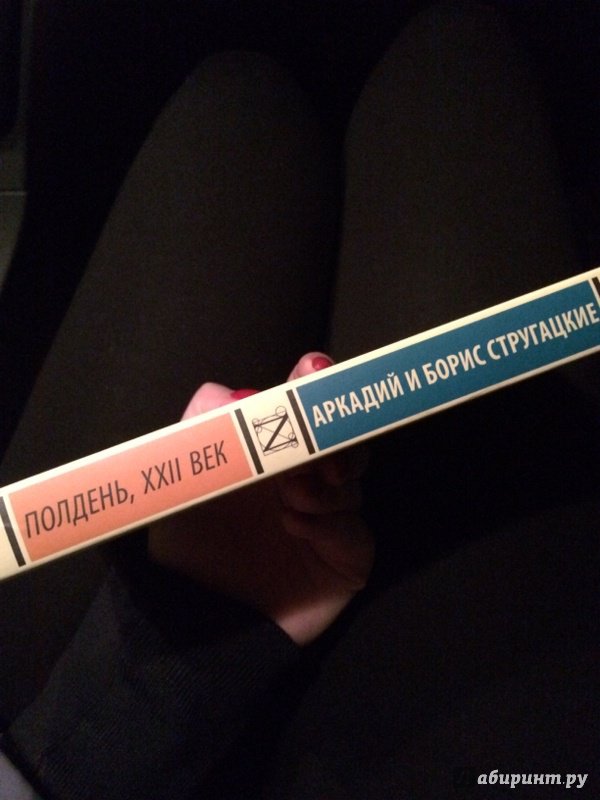 ПОЛДЕНЬ, XXII ВЕК
N
АРКАДИЙ И БОРИС СТРУГАЦКИЕ
абиринт.ру